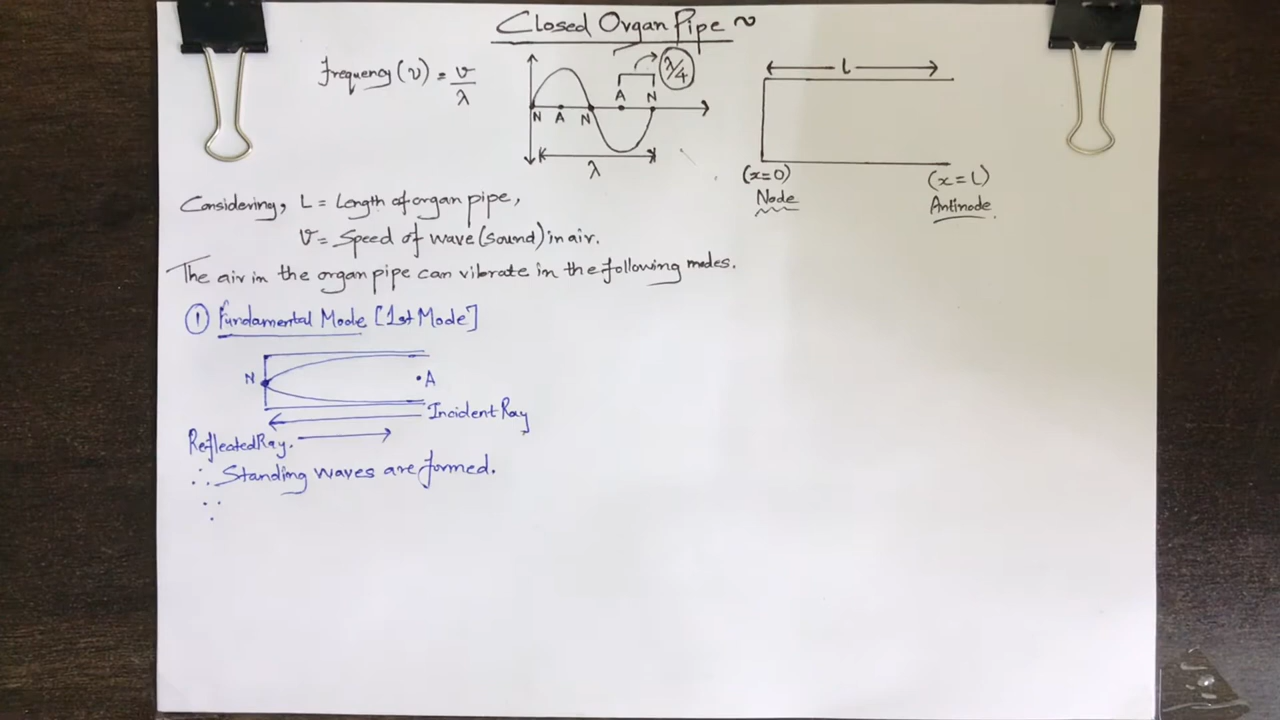 Closed Organ Pipe ~
Frequency (ν) = v/λ
λ/4
A N
N A N
λ
L
(x=0)
Node
(x=L)
Antinode
Considering, L = Length of organ pipe,
V = Speed of wave (sound) in air.
The air in the organ pipe can vibrate in the following modes.
① Fundamental Mode [1st Mode]
N
A
Incident Ray
Reflected Ray.
∴ Standing waves are formed.
∵